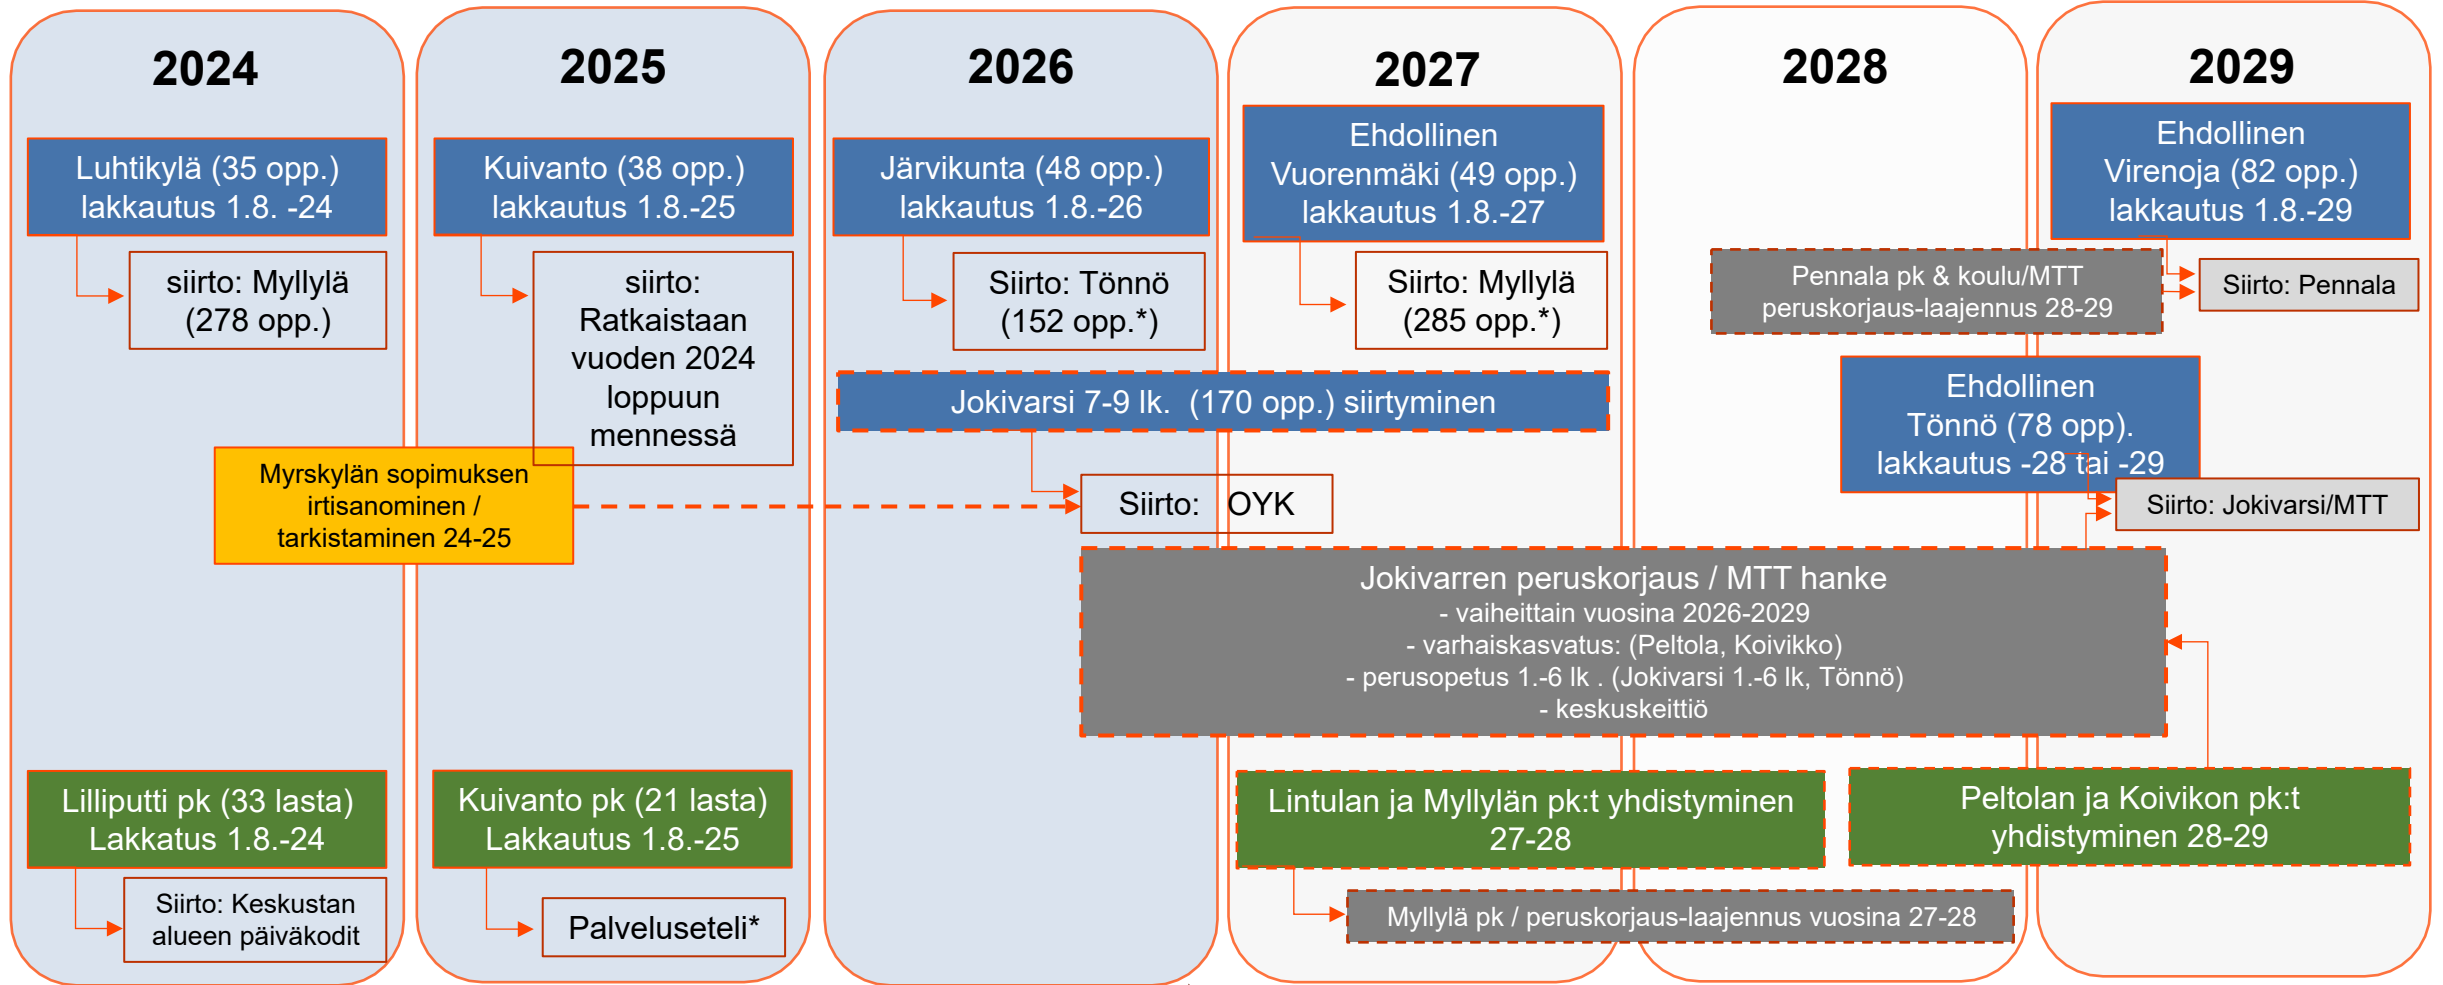 2024
Luhtikylä (35 opp.)
lakkautus 1.8. -24
siirto: Myllylä
(278 opp.)
Myrskylän sopimuksen
irtisanominen /
tarkistaminen 24-25
Lilliputti pk (33 lasta)
Lakkatus 1.8.-24
Siirto: Keskustan
alueen päiväkodit
2025
Kuivanto (38 opp.)
lakkautus 1.8.-25
siirto:
Ratkaistaan
vuoden 2024
loppuun
mennessä
Kuivanto pk (21 lasta)
Lakkautus 1.8.-25
Palveluseteli*
2026
Järvikunta (48 opp.)
lakkautus 1.8.-26
Siirto: Tönnö
(152 opp.*)
Jokivarsi 7-9 lk.  (170 opp.) siirtyminen
Siirto:   OYK
2027
Ehdollinen
Vuorenmäki (49 opp.)
lakkautus 1.8.-27
Siirto: Myllylä
(285 opp.*)
Jokivarren peruskorjaus / MTT hanke
- vaiheittain vuosina 2026-2029
- varhaiskasvatus: (Peltola, Koivikko)
- perusopetus 1.-6 lk . (Jokivarsi 1.-6 lk, Tönnö)
- keskuskeittiö
Lintulan ja Myllylän pk:t yhdistyminen
27-28
Myllylä pk / peruskorjaus-laajennus vuosina 27-28
2028
Pennala pk & koulu/MTT
peruskorjaus-laajennus 28-29
Ehdollinen
Tönnö (78 opp).
lakkautus -28 tai -29
2029
Ehdollinen
Virenoja (82 opp.)
lakkautus 1.8.-29
Siirto: Pennala
Siirto: Jokivarsi/MTT
Peltolan ja Koivikon pk:t
yhdistyminen 28-29